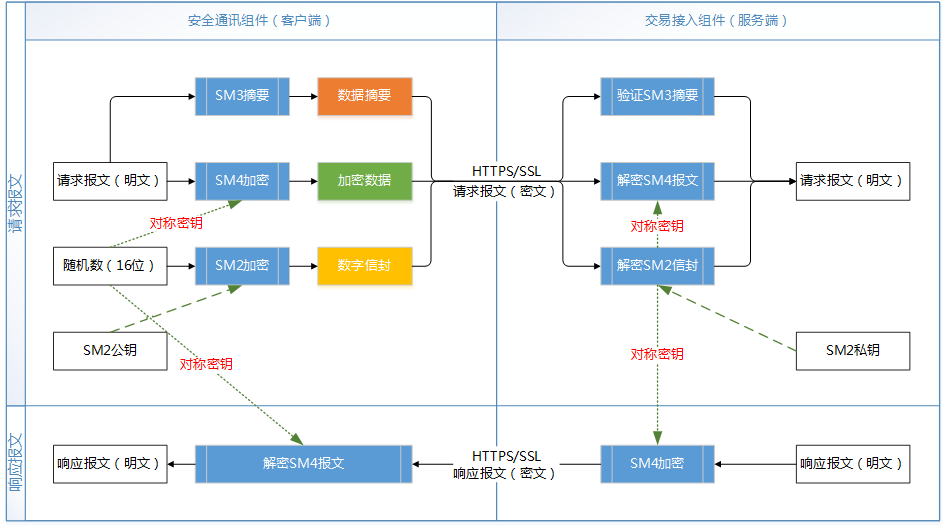 安全通讯组件（客户端）
交易接入组件（服务端）
请求报文
SM3摘要
数据摘要
验证SM3摘要
请求报文（明文）
SM4加密
加密数据
HTTPS/SSL
请求报文（密文）
解密SM4报文
请求报文（明文）
对称密钥
对称密钥
随机数（16位）
SM2加密
数字信封
解密SM2信封
SM2公钥
对称密钥
对称密钥
SM2私钥
响应报文
响应报文（明文）
解密SM4报文
HTTPS/SSL
响应报文（密文）
SM4加密
响应报文（明文）